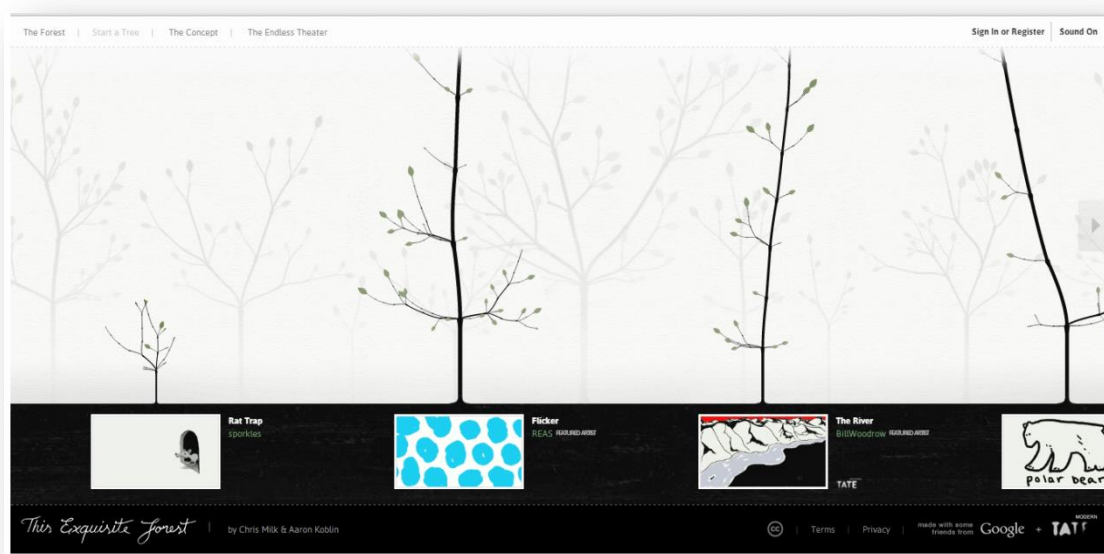 The Forest | Start a Tree | The Concept | The Endless Theater
Sign In or Register | Sound On
Rat Trap
sporkles
Flicker
REAS FEATURED ARTIST
The River
BillWoodrow FEATURED ARTIST
TATE
polar bear
This Exquisite Forest | by Chris Milk & Aaron Koblin
cc | Terms | Privacy | made with some friends from Google + MODERN TATE